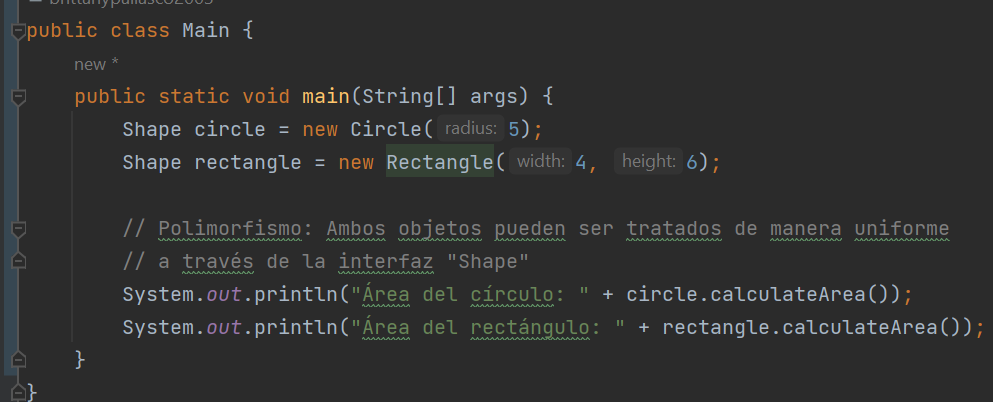 public class Main {
new *
public static void main(String[] args) {
Shape circle = new Circle( radius: 5);
Shape rectangle = new Rectangle( width: 4, height: 6);
// Polimorfismo: Ambos objetos pueden ser tratados de manera uniforme
// a través de la interfaz "Shape"
System.out.println("Área del círculo: " + circle.calculateArea());
System.out.println("Área del rectángulo: " + rectangle.calculateArea());
}
}